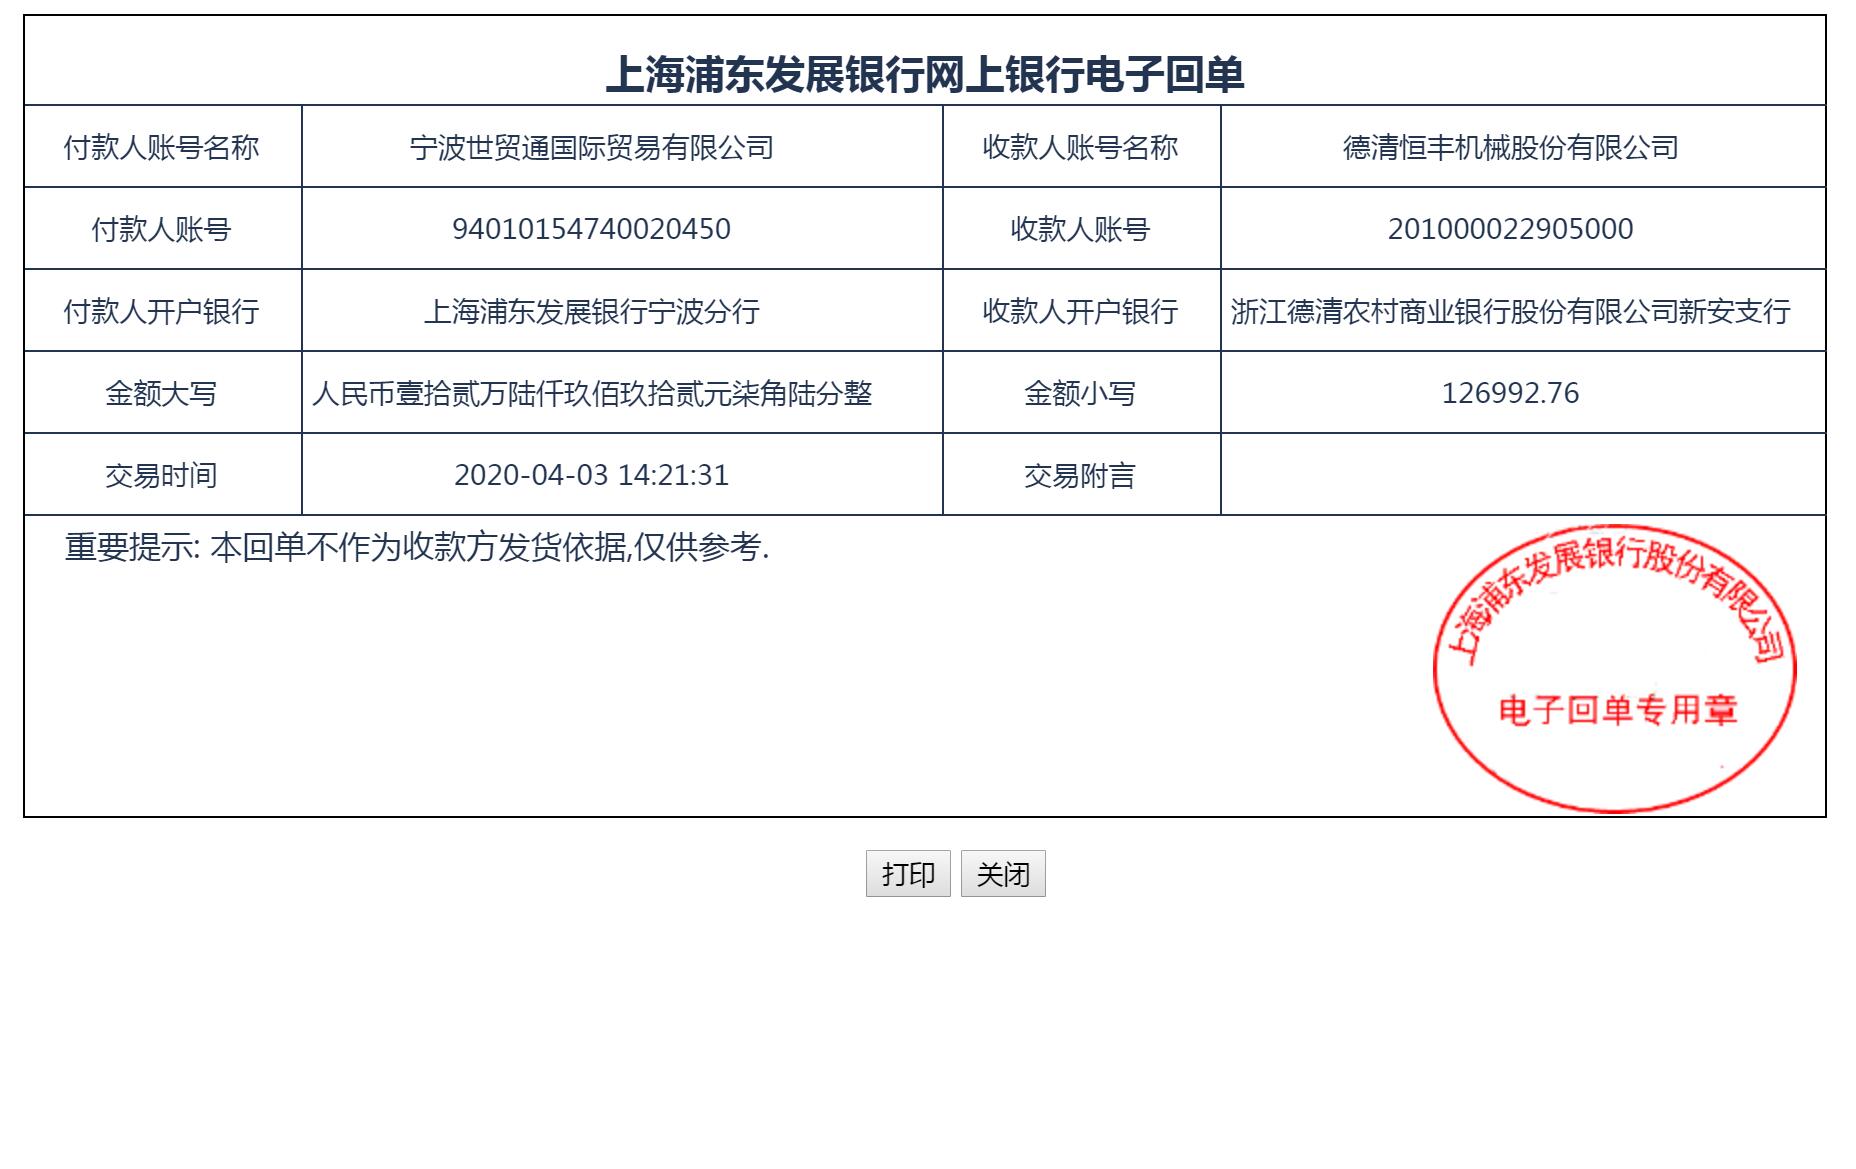 上海浦东发展银行网上银行电子回单
付款人账号名称 宁波世贸通国际贸易有限公司 收款人账号名称 德清恒丰机械股份有限公司
付款人账号 94010154740020450 收款人账号 201000022905000
付款人开户银行 上海浦东发展银行宁波分行 收款人开户银行 浙江德清农村商业银行股份有限公司新安支行
金额大写 人民币壹拾贰万陆仟玖佰玖拾贰元柒角陆分整 金额小写 126992.76
交易时间 2020-04-03 14:21:31 交易附言
重要提示: 本回单不作为收款方发货依据,仅供参考.
上海浦东发展银行股份有限公司
电子回单专用章
打印 关闭